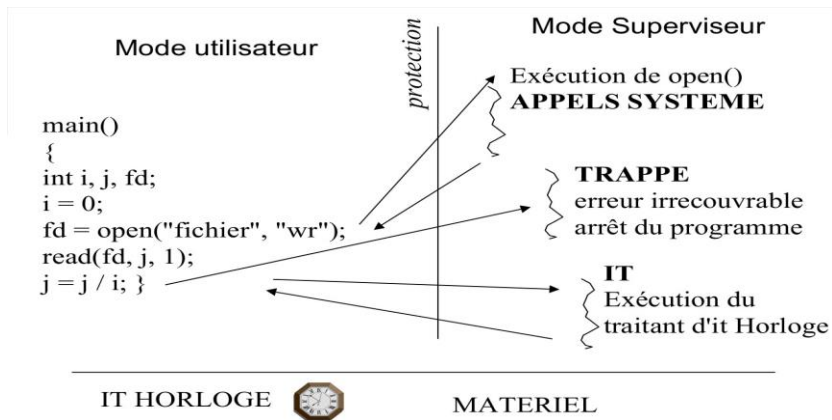 Mode utilisateur
main()
{
int i, j, fd;
i = 0;
fd = open("fichier", "wr");
read(fd, j, 1);
j = j / i; }
protection
Mode Superviseur
Exécution de open()
APPELS SYSTEME
TRAPPE
erreur irrecouvrable
arrêt du programme
IT
Exécution du
traitant d'it Horloge
IT HORLOGE
MATERIEL